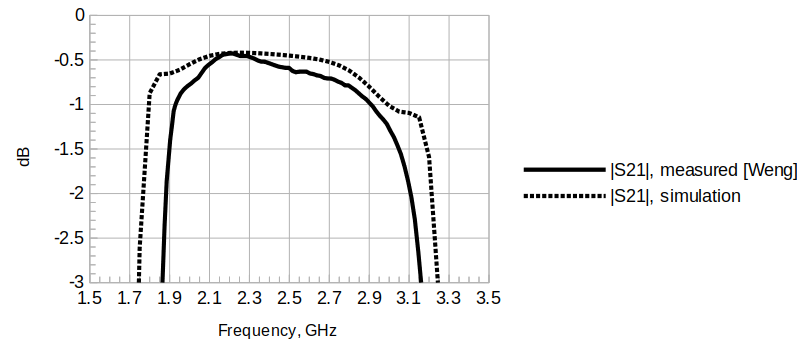 0
-0.5
-1
-1.5
-2
-2.5
-3
dB
1.5 1.7 1.9 2.1 2.3 2.5 2.7 2.9 3.1 3.3 3.5
Frequency, GHz
|S21|, measured [Weng]
|S21|, simulation